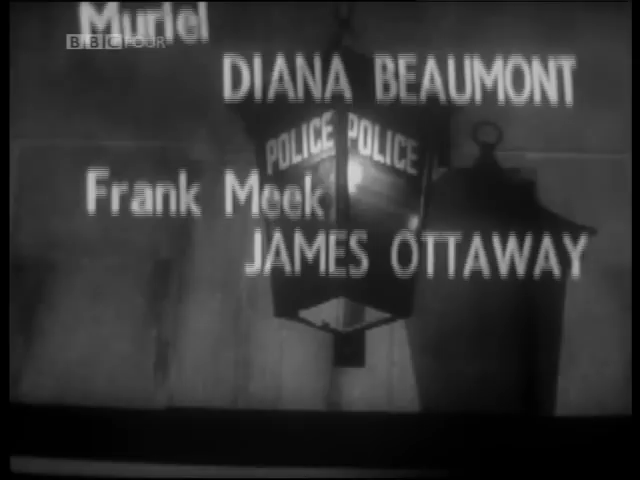 Muriel
BBC FOUR
DIANA BEAUMONT
POLICE POLICE
Frank Meek
JAMES OTTAWAY